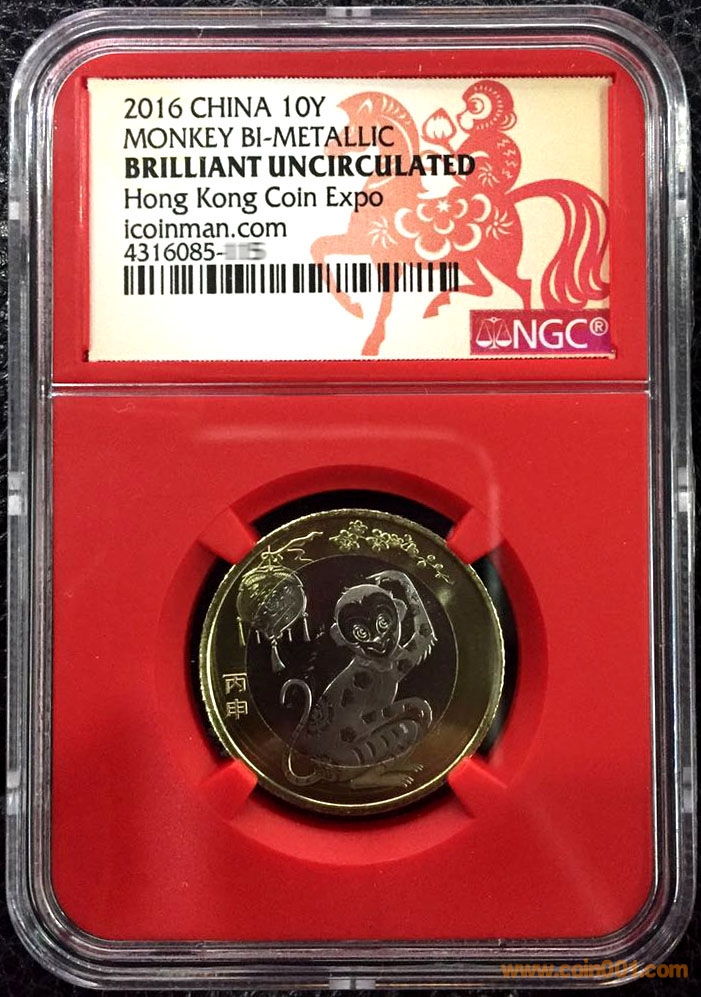 2016 CHINA 10Y
MONKEY BI-METALLIC
BRILLIANT UNCIRCULATED
Hong Kong Coin Expo
icoinman.com
4316085-
NGC®
丙申
www.coin001.com